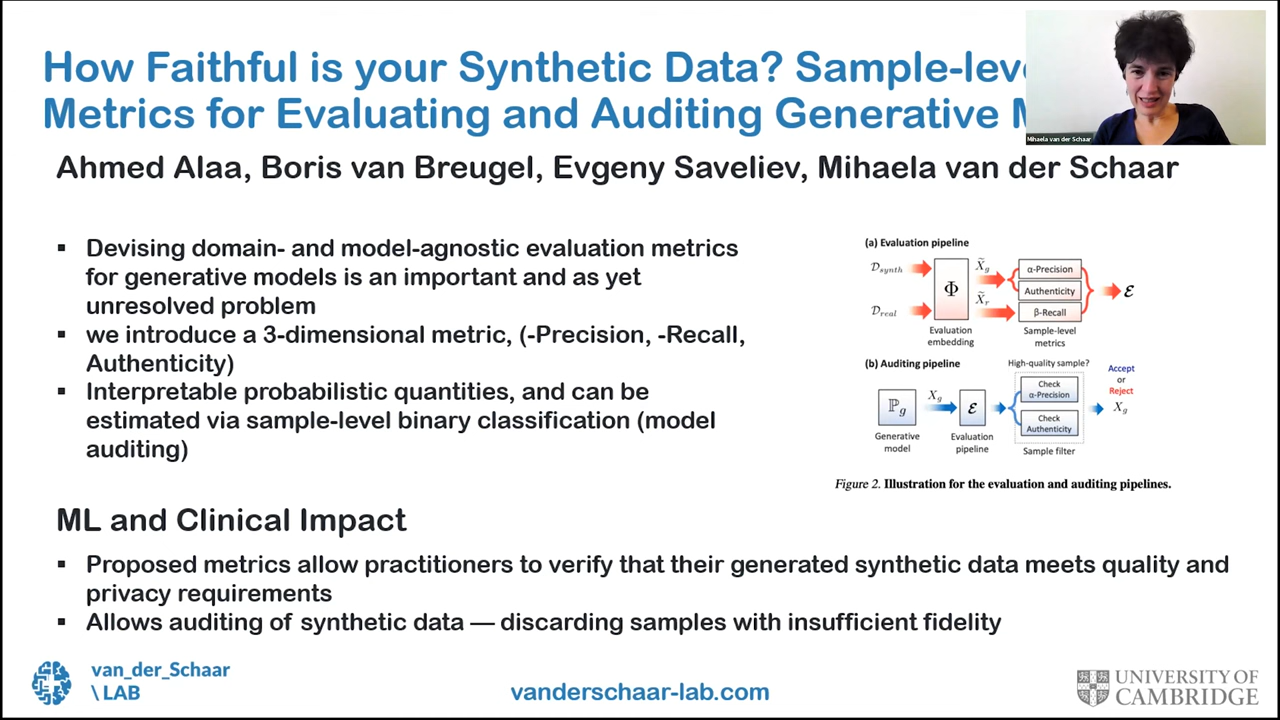 How Faithful is your Synthetic Data? Sample-lev
Metrics for Evaluating and Auditing Generative
Mihaela van der Schaar
Ahmed Alaa, Boris van Breugel, Evgeny Saveliev, Mihaela van der Schaar
▪ Devising domain- and model-agnostic evaluation metrics
for generative models is an important and as yet
unresolved problem
▪ we introduce a 3-dimensional metric, (-Precision, -Recall,
Authenticity)
▪ Interpretable probabilistic quantities, and can be
estimated via sample-level binary classification (model
auditing)
(a) Evaluation pipeline
𝒟synth
𝒟real
Φ
X̃g
X̃r
α-Precision
Authenticity
β-Recall
ℰ
Evaluation
embedding
Sample-level
metrics
(b) Auditing pipeline
High-quality sample?
ℙg
Xg
ℰ
Check
α-Precision
Check
Authenticity
Accept
or
Reject
Xg
Generative
model
Evaluation
pipeline
Sample filter
Figure 2. Illustration for the evaluation and auditing pipelines.
ML and Clinical Impact
▪ Proposed metrics allow practitioners to verify that their generated synthetic data meets quality and
privacy requirements
▪ Allows auditing of synthetic data — discarding samples with insufficient fidelity
van_der_Schaar
\ LAB
vanderschaar-lab.com
UNIVERSITY OF
CAMBRIDGE